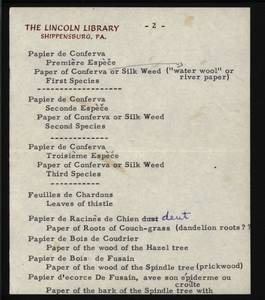 THE LINCOLN LIBRARY
SHIPPENSBURG, PA.
- 2 -
Papier de Conferva
Première Espèce
Paper of Conferva or Silk Weed ("water wool" or
river paper)
First Species
Papier de Conferva
Seconde Espèce
Paper of Conferva or Silk Weed
Second Species
Papier de Conferva
Troisième Espèce
Paper of Conferva or Silk Weed
Third Species
Feuilles de Chardons
Leaves of thistle
Papier de Racines de Chien dent
Paper of Roots of Couch-grass (dandelion roots??
Papier de Bois de Coudrier
Paper of the wood of the Hazel tree
Papier de Bois de Fusain
Paper of the wood of the Spindle tree (prickwood)
Papier d'ecorce De Fusain, avec son epiderme ou
croûte
Paper of the bark of the Spindle tree with